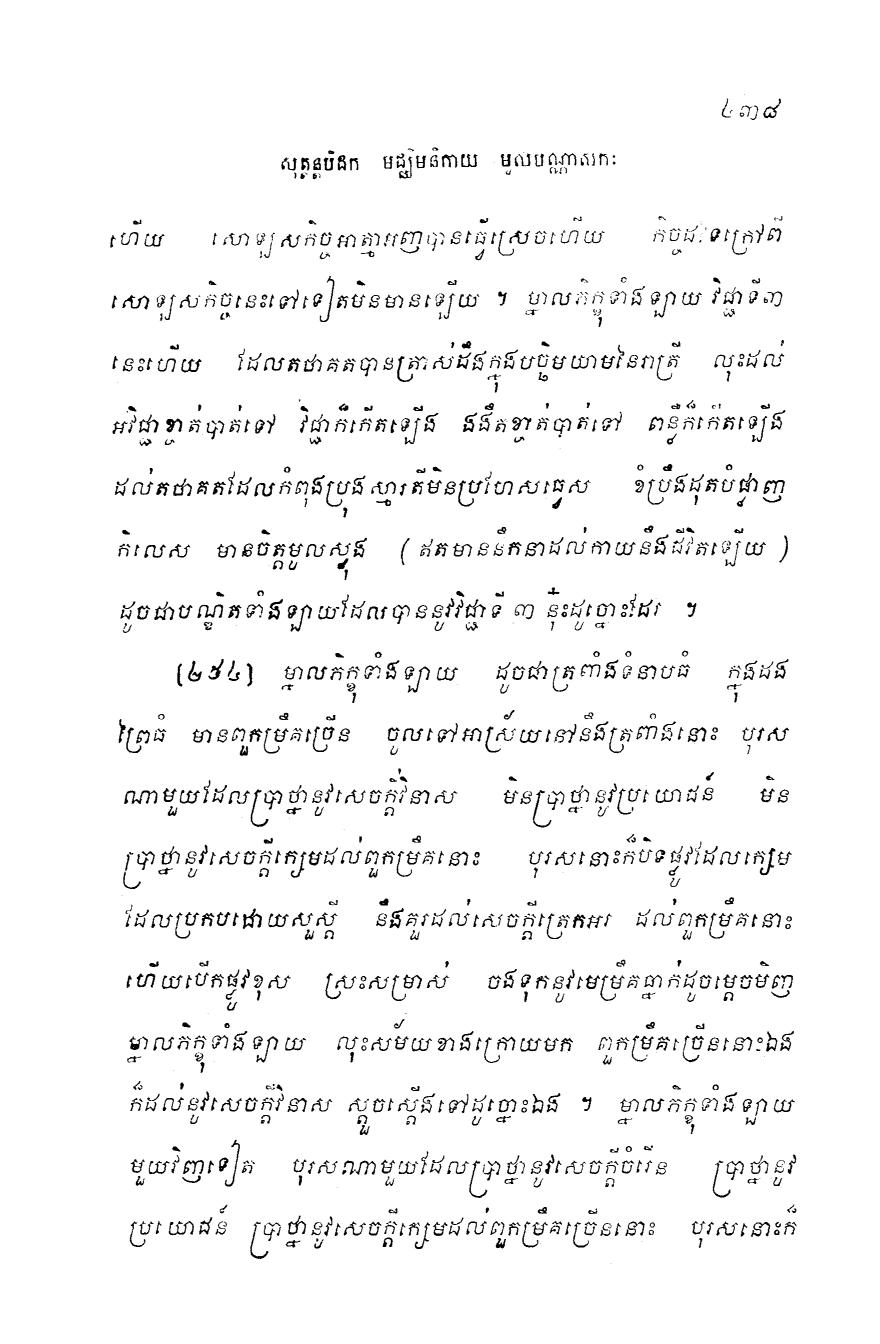 ៤៣៨
សុត្តន្តបិដក មជ្ឈិមនិកាយ មូលបណ្ណាសកៈ
ហើយ សោឡសកិច្ចអាត្មាអញបានធ្វើស្រេចហើយ កិច្ចដទៃក្រៅពី
សោឡសកិច្ចនេះទៅទៀតមិនមានឡើយ ។ ម្នាលភិក្ខុទាំងឡាយ វិជ្ជាទី៣
នេះហើយ ដែលតថាគតបានត្រាស់ដឹងក្នុងបច្ឆិមយាមនៃរាត្រី លុះដល់
អវិជ្ជាខ្ចាត់បាត់ទៅ វិជ្ជាក៏កើតឡើង ងងឹតខ្ចាត់បាត់ទៅ ពន្លឺក៏កើតឡើង
ដល់តថាគតដែលកំពុងប្រុងស្មារតីមិនប្រហែសធ្វេស ខំប្រឹងដុតបំផ្លាញ
កិលេស មានចិត្តមូលស្លុង (ឥតមាននឹកនាដល់កាយនឹងជីវិតឡើយ)
ដូចជាបណ្ឌិតទាំងឡាយដែលបាននូវវិជ្ជាទី ៣ នុ៎ះដូច្នោះដែរ ។
(៤៥៤) ម្នាលភិក្ខុទាំងឡាយ ដូចជាត្រពាំងទំនាបធំ ក្នុងដង
ព្រៃធំ មានពួកម្រឹគច្រើន ចូលទៅអាស្រ័យនៅនឹងត្រពាំងនោះ បុរស
ណាមួយដែលប្រាថ្នានូវសេចក្តីវិនាស មិនប្រាថ្នានូវប្រយោជន៍ មិន
ប្រាថ្នានូវសេចក្តីក្សេមដល់ពួកម្រឹគនោះ បុរសនោះក៏បិទផ្លូវដែលក្សេម
ដែលប្រកបដោយសួស្តី នឹងគួរដល់សេចក្តីត្រេកអរ ដល់ពួកម្រឹគនោះ
ហើយបើកផ្លូវខុស ស្រះសម្រាស់ ចងទុកនូវមេម្រឹគធ្នាក់ដូចម្តេចមិញ
ម្នាលភិក្ខុទាំងឡាយ លុះសម័យខាងក្រោយមក ពួកម្រឹគច្រើននោះឯង
ក៏ដល់នូវសេចក្តីវិនាស ស្តួចស្តើងទៅដូច្នោះឯង ។ ម្នាលភិក្ខុទាំងឡាយ
មួយវិញទៀត បុរសណាមួយដែលប្រាថ្នានូវសេចក្តីចំរើន ប្រាថ្នានូវ
ប្រយោជន៍ ប្រាថ្នានូវសេចក្តីក្សេមដល់ពួកម្រឹគច្រើននោះ បុរសនោះក៏